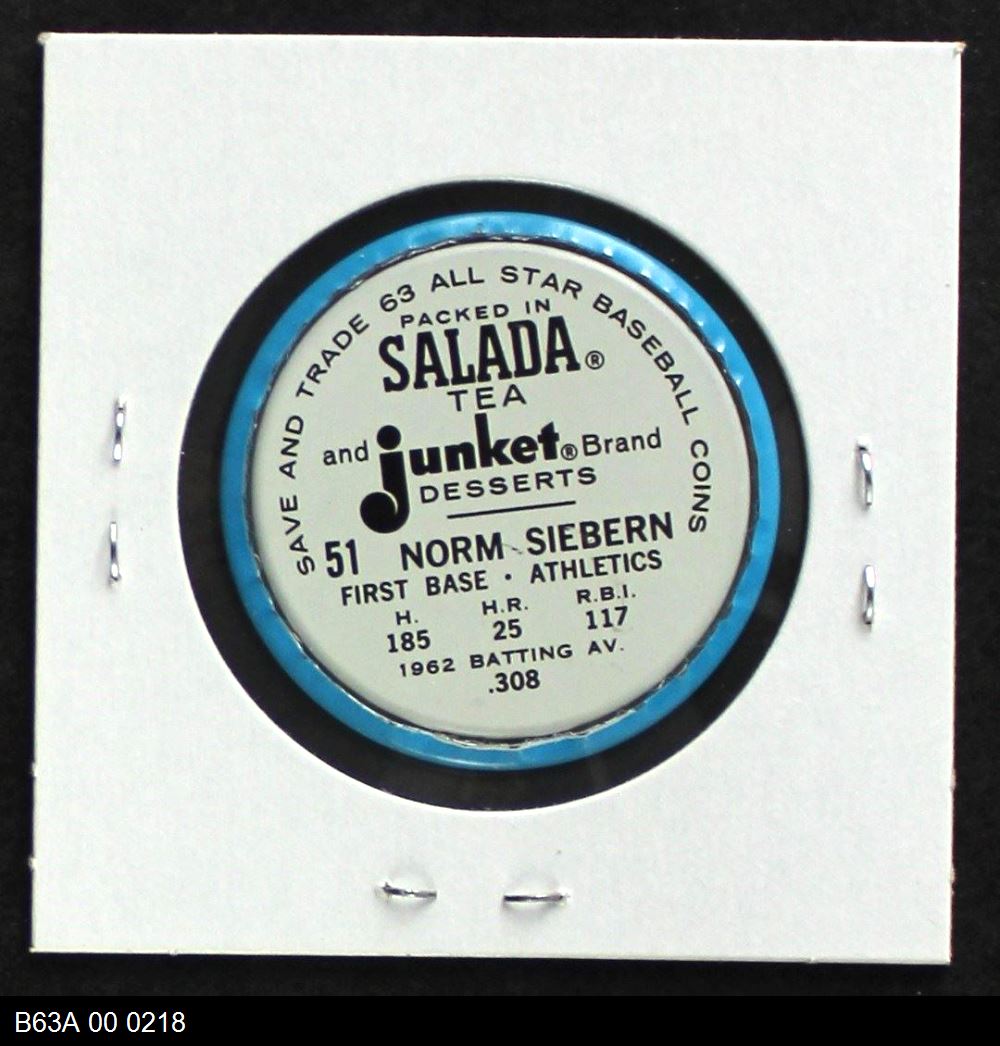 SAVE AND TRADE 63 ALL STAR BASEBALL COINS
PACKED IN
SALADA®
TEA
and junket® Brand
DESSERTS
51 NORM SIEBERN
FIRST BASE • ATHLETICS
H. H.R. R.B.I.
185 25 117
1962 BATTING AV.
.308
B63A 00 0218